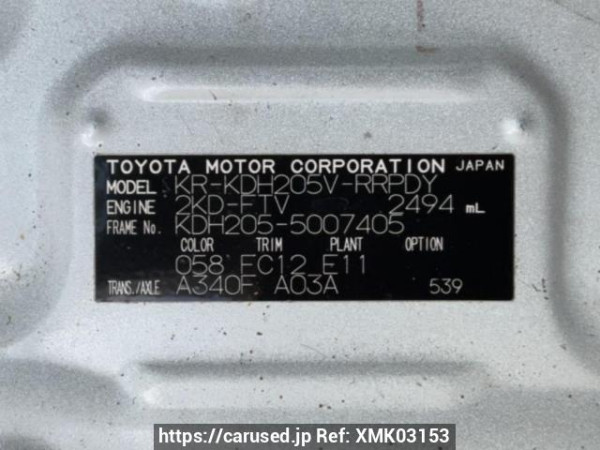 TOYOTA MOTOR CORPORATION JAPAN
MODEL KR-KDH205V-RRPDY
ENGINE 2KD-FTV 2494 mL
FRAME No. KDH205-5007405
COLOR TRIM PLANT OPTION
058 FC12 E11
TRANS./AXLE A340F A03A 539
https://carused.jp Ref: XMK03153